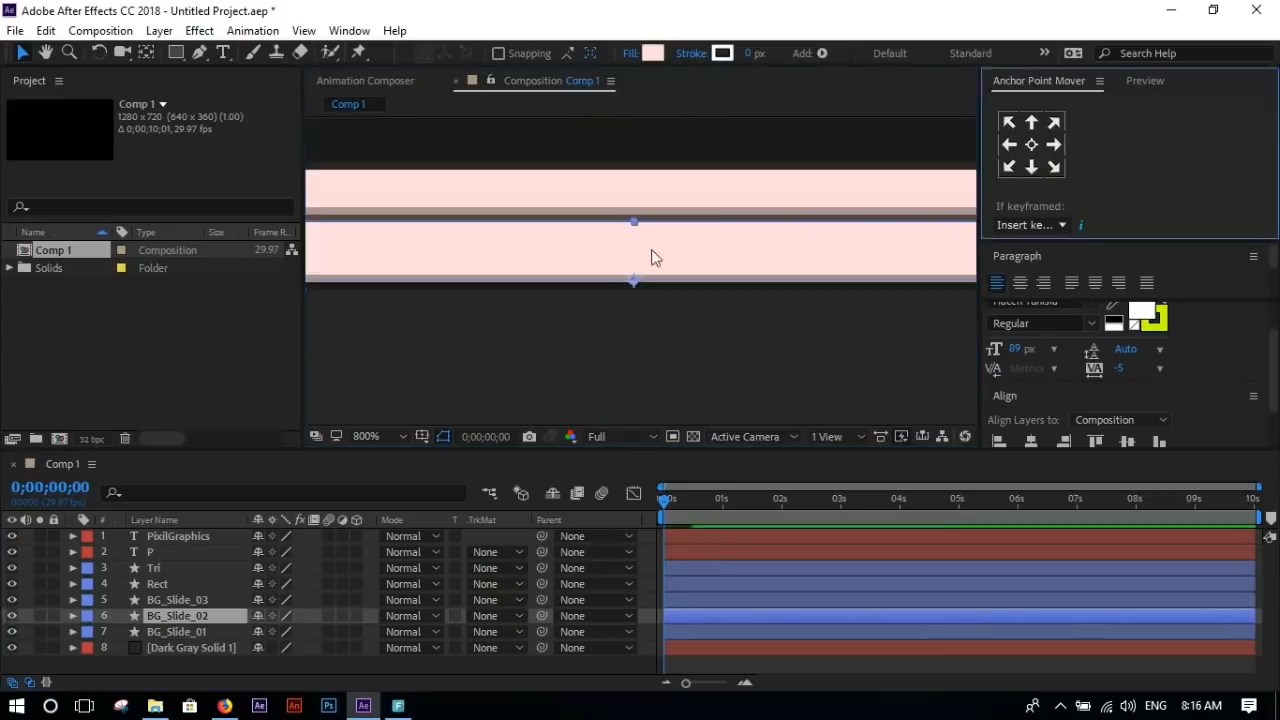 Adobe After Effects CC 2018 - Untitled Project.aep *
File Edit Composition Layer Effect Animation View Window Help
Snapping Fill: Stroke: 0 px Add: Default Standard Search Help
Project Animation Composer Composition Comp 1 Anchor Point Mover Preview
Comp 1
Comp 1
1280 x 720 (640 x 360) (1.00)
Δ 0;00;10;01, 29.97 fps
If keyframed:
Insert ke...
Name Type Size Frame R...
Comp 1 Composition 29.97
Solids Folder
Paragraph
Regular
89 px Auto
Metrics -5
Align
Align Layers to: Composition
32 bpc 800% 0;00;00;00 Full Active Camera 1 View
Comp 1
0;00;00;00
00000 (29.97 fps)
01s 02s 03s 04s 05s 06s 07s 08s 09s 10s
# Layer Name Mode T .TrkMat Parent
1 T PixilGraphics Normal None
2 T P Normal None None
3 Tri Normal None None
4 Rect Normal None None
5 BG_Slide_03 Normal None None
6 BG_Slide_02 Normal None None
7 BG_Slide_01 Normal None None
8 [Dark Gray Solid 1] Normal None None
Ae An Ps Ae F ENG 8:16 AM